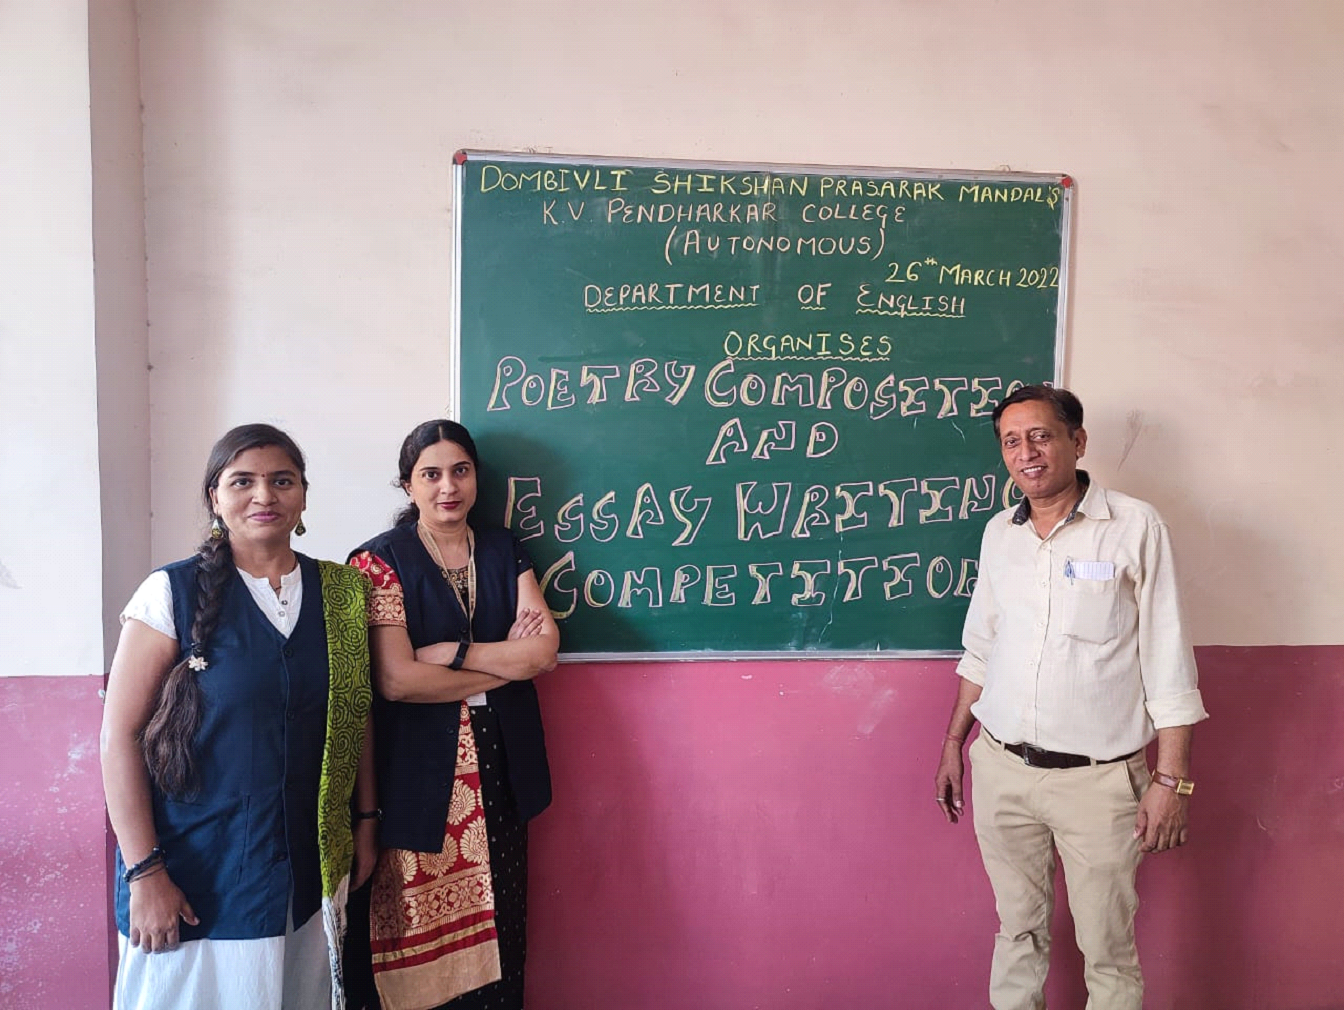 DOMBIVLI SHIKSHAN PRASARAK MANDAL'S
K.V. PENDHARKAR COLLEGE
(AUTONOMOUS)
26th MARCH 2022
DEPARTMENT OF ENGLISH
ORGANISES
POETRY COMPOSITION
AND
ESSAY WRITING
COMPETITION